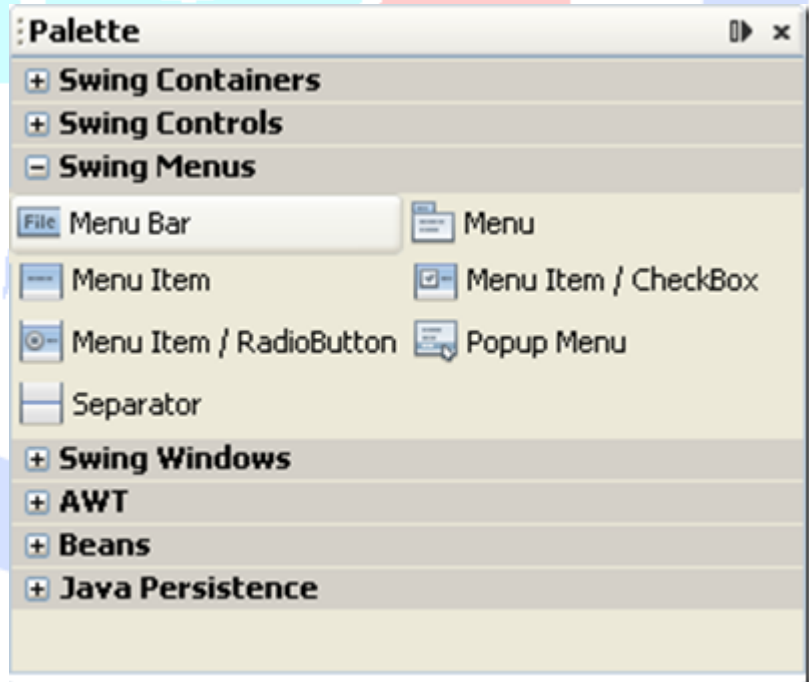 Palette
Swing Containers
Swing Controls
Swing Menus
File Menu Bar Menu
Menu Item Menu Item / CheckBox
Menu Item / RadioButton Popup Menu
Separator
Swing Windows
AWT
Beans
Java Persistence